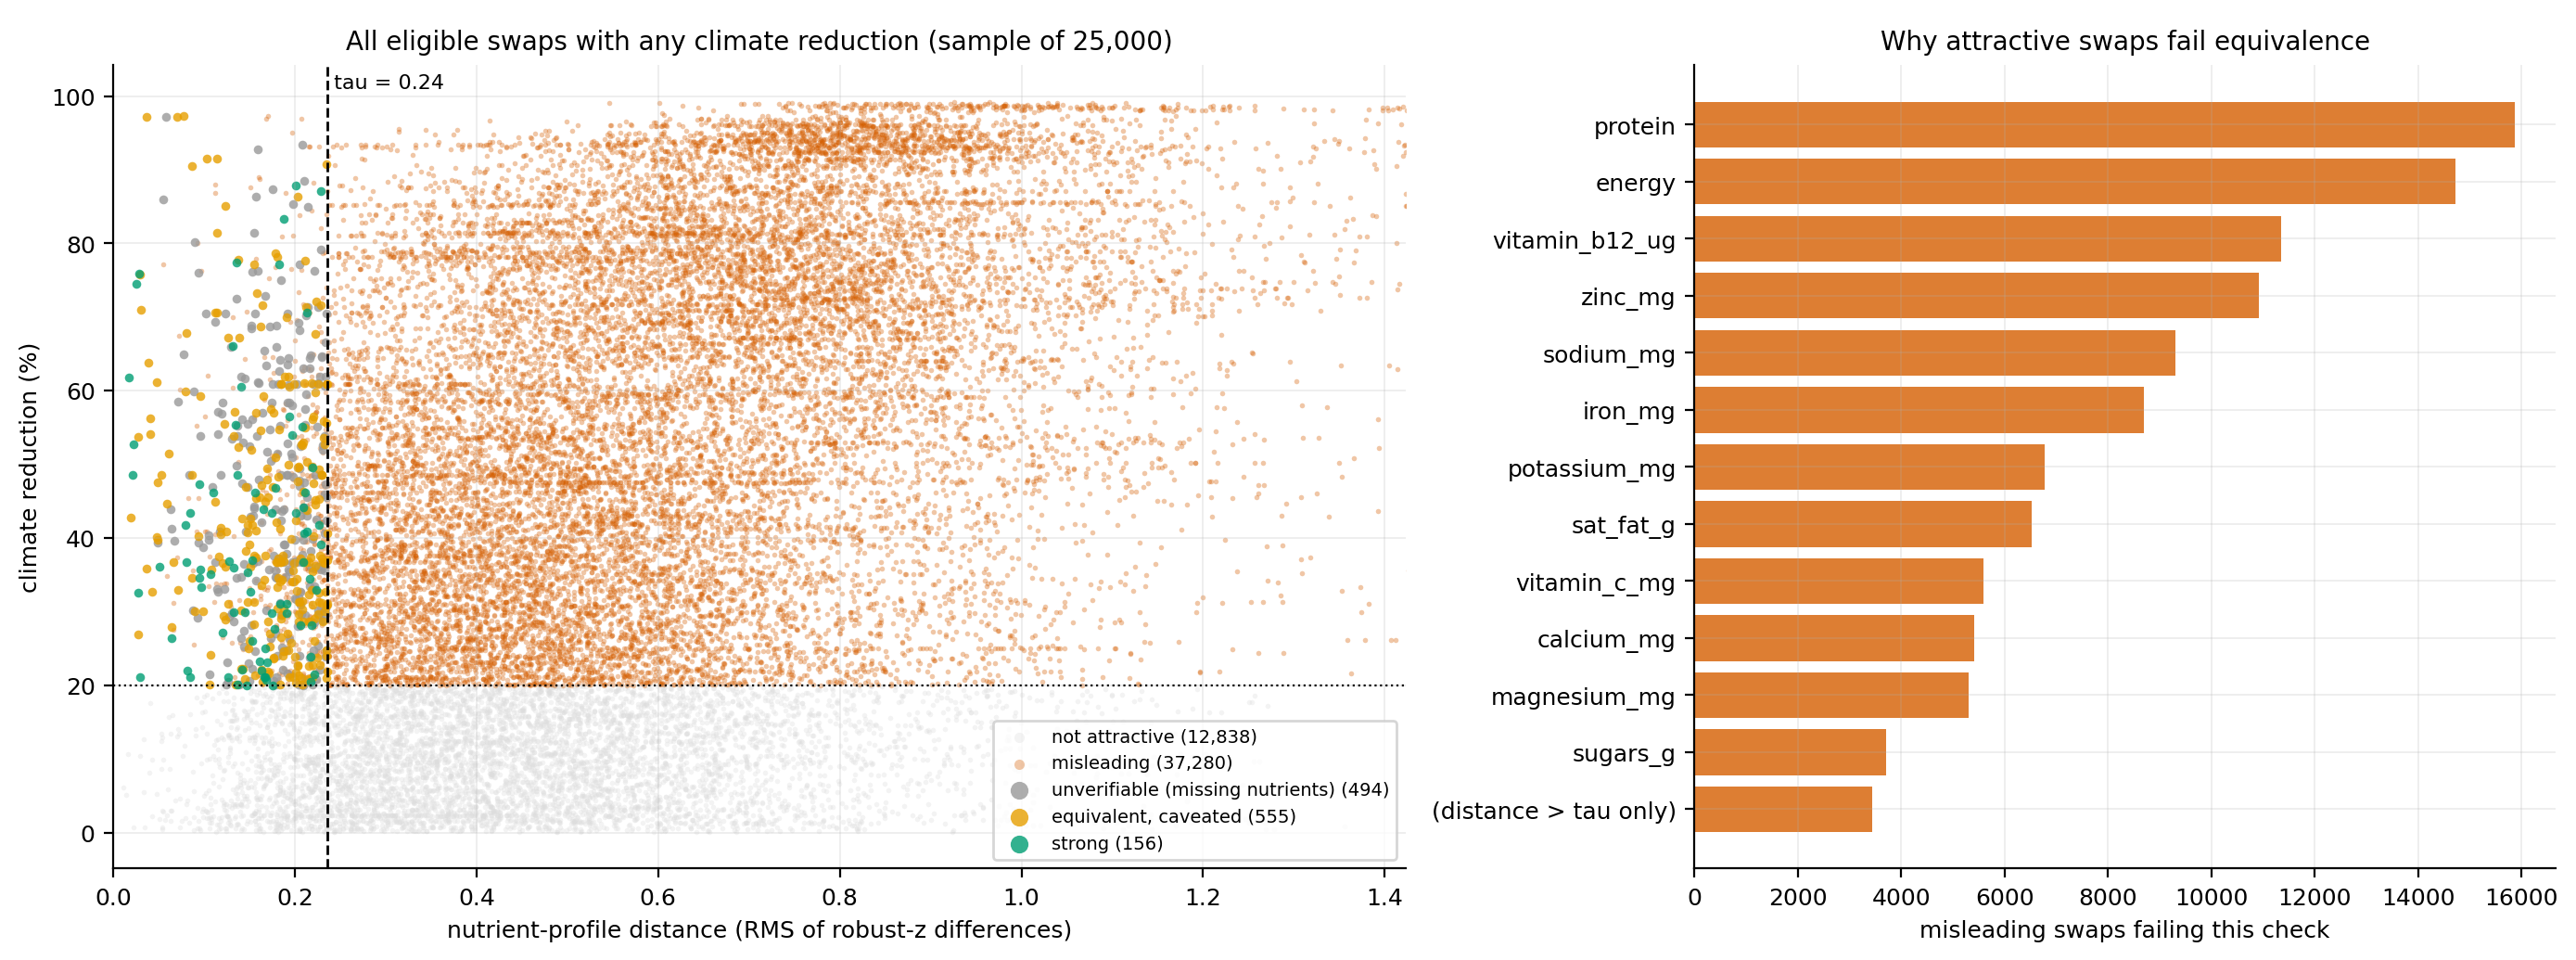 All eligible swaps with any climate reduction (sample of 25,000)
tau = 0.24
climate reduction (%)
100
80
60
40
20
0
not attractive (12,838)
misleading (37,280)
unverifiable (missing nutrients) (494)
equivalent, caveated (555)
strong (156)
0.0 0.2 0.4 0.6 0.8 1.0 1.2 1.4
nutrient-profile distance (RMS of robust-z differences)
Why attractive swaps fail equivalence
protein
energy
vitamin_b12_ug
zinc_mg
sodium_mg
iron_mg
potassium_mg
sat_fat_g
vitamin_c_mg
calcium_mg
magnesium_mg
sugars_g
(distance > tau only)
0 2000 4000 6000 8000 10000 12000 14000 16000
misleading swaps failing this check